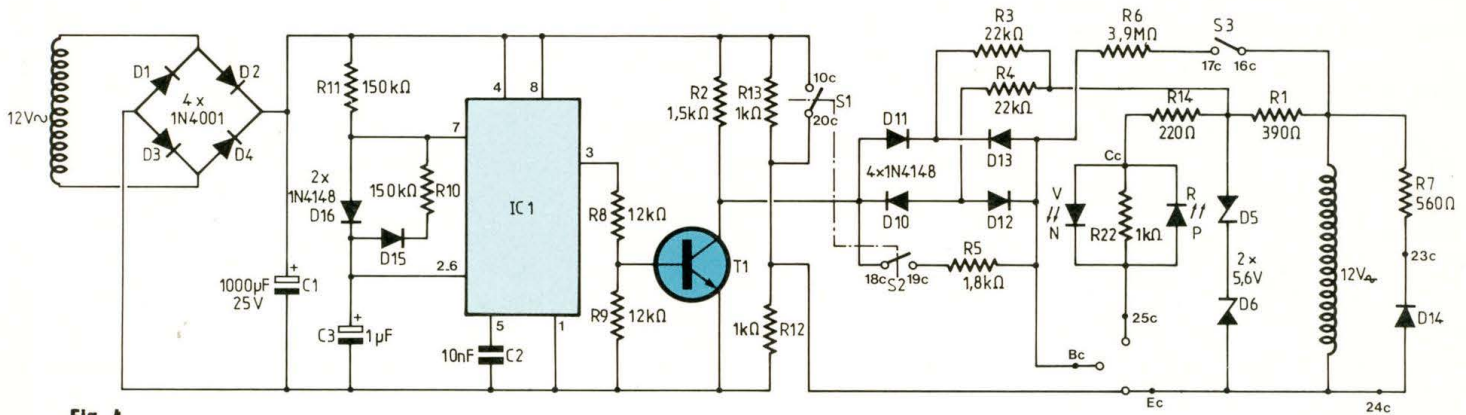 12V~
D1
D2
4x
1N4001
D3
D4
1000µF
25V
+
C1
R11
150kΩ
2x
1N4148
D16
150kΩ
R10
D15
+
C3
1µF
4
8
7
3
2.6
5
1
IC1
10nF
C2
R8
12kΩ
R9
12kΩ
T1
R2
1,5kΩ
R13
1kΩ
10c
S1
20c
1kΩ
R12
R3
22kΩ
R4
22kΩ
R6
3,9MΩ
S3
17c
16c
D11
D13
4x1N4148
D10
D12
18c
S2
19c
R5
1,8kΩ
R14
220Ω
R1
390Ω
Cc
V
N
R22
1kΩ
R
P
D5
2x
5,6V
D6
25c
Bc
Ec
12V~
R7
560Ω
23c
D14
24c